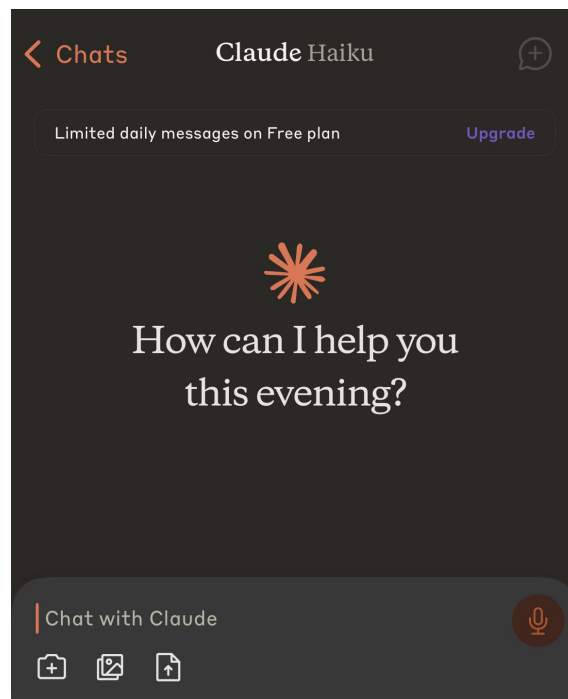 Chats
Claude Haiku
Limited daily messages on Free plan
Upgrade
How can I help you
this evening?
Chat with Claude